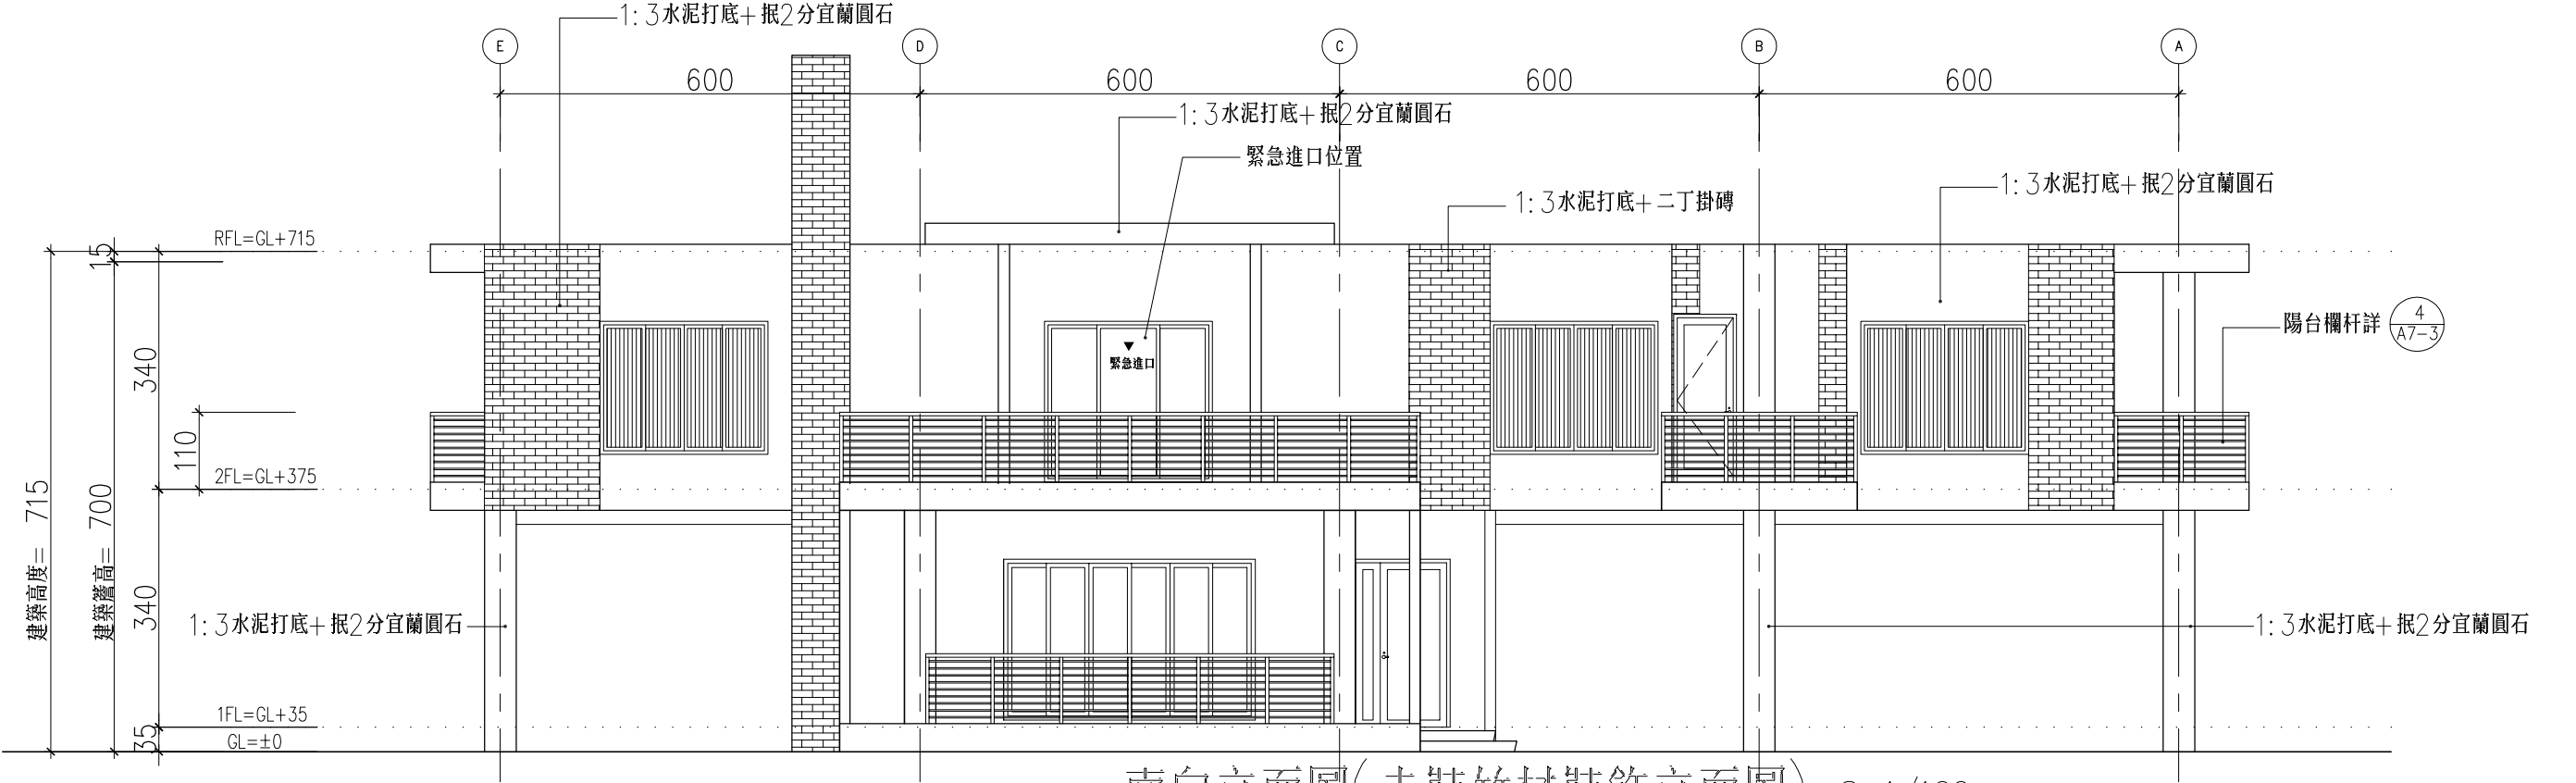 1:3水泥打底+抿2分宜蘭圓石
E
D
C
B
A
600
600
600
600
1:3水泥打底+抿2分宜蘭圓石
緊急進口位置
1:3水泥打底+二丁掛磚
1:3水泥打底+抿2分宜蘭圓石
RFL=GL+715
15
陽台欄杆詳
4
A7-3
緊急進口
340
110
2FL=GL+375
建築高度= 715
建築簷高= 700
340
1:3水泥打底+抿2分宜蘭圓石
1:3水泥打底+抿2分宜蘭圓石
1FL=GL+35
35
GL=±0